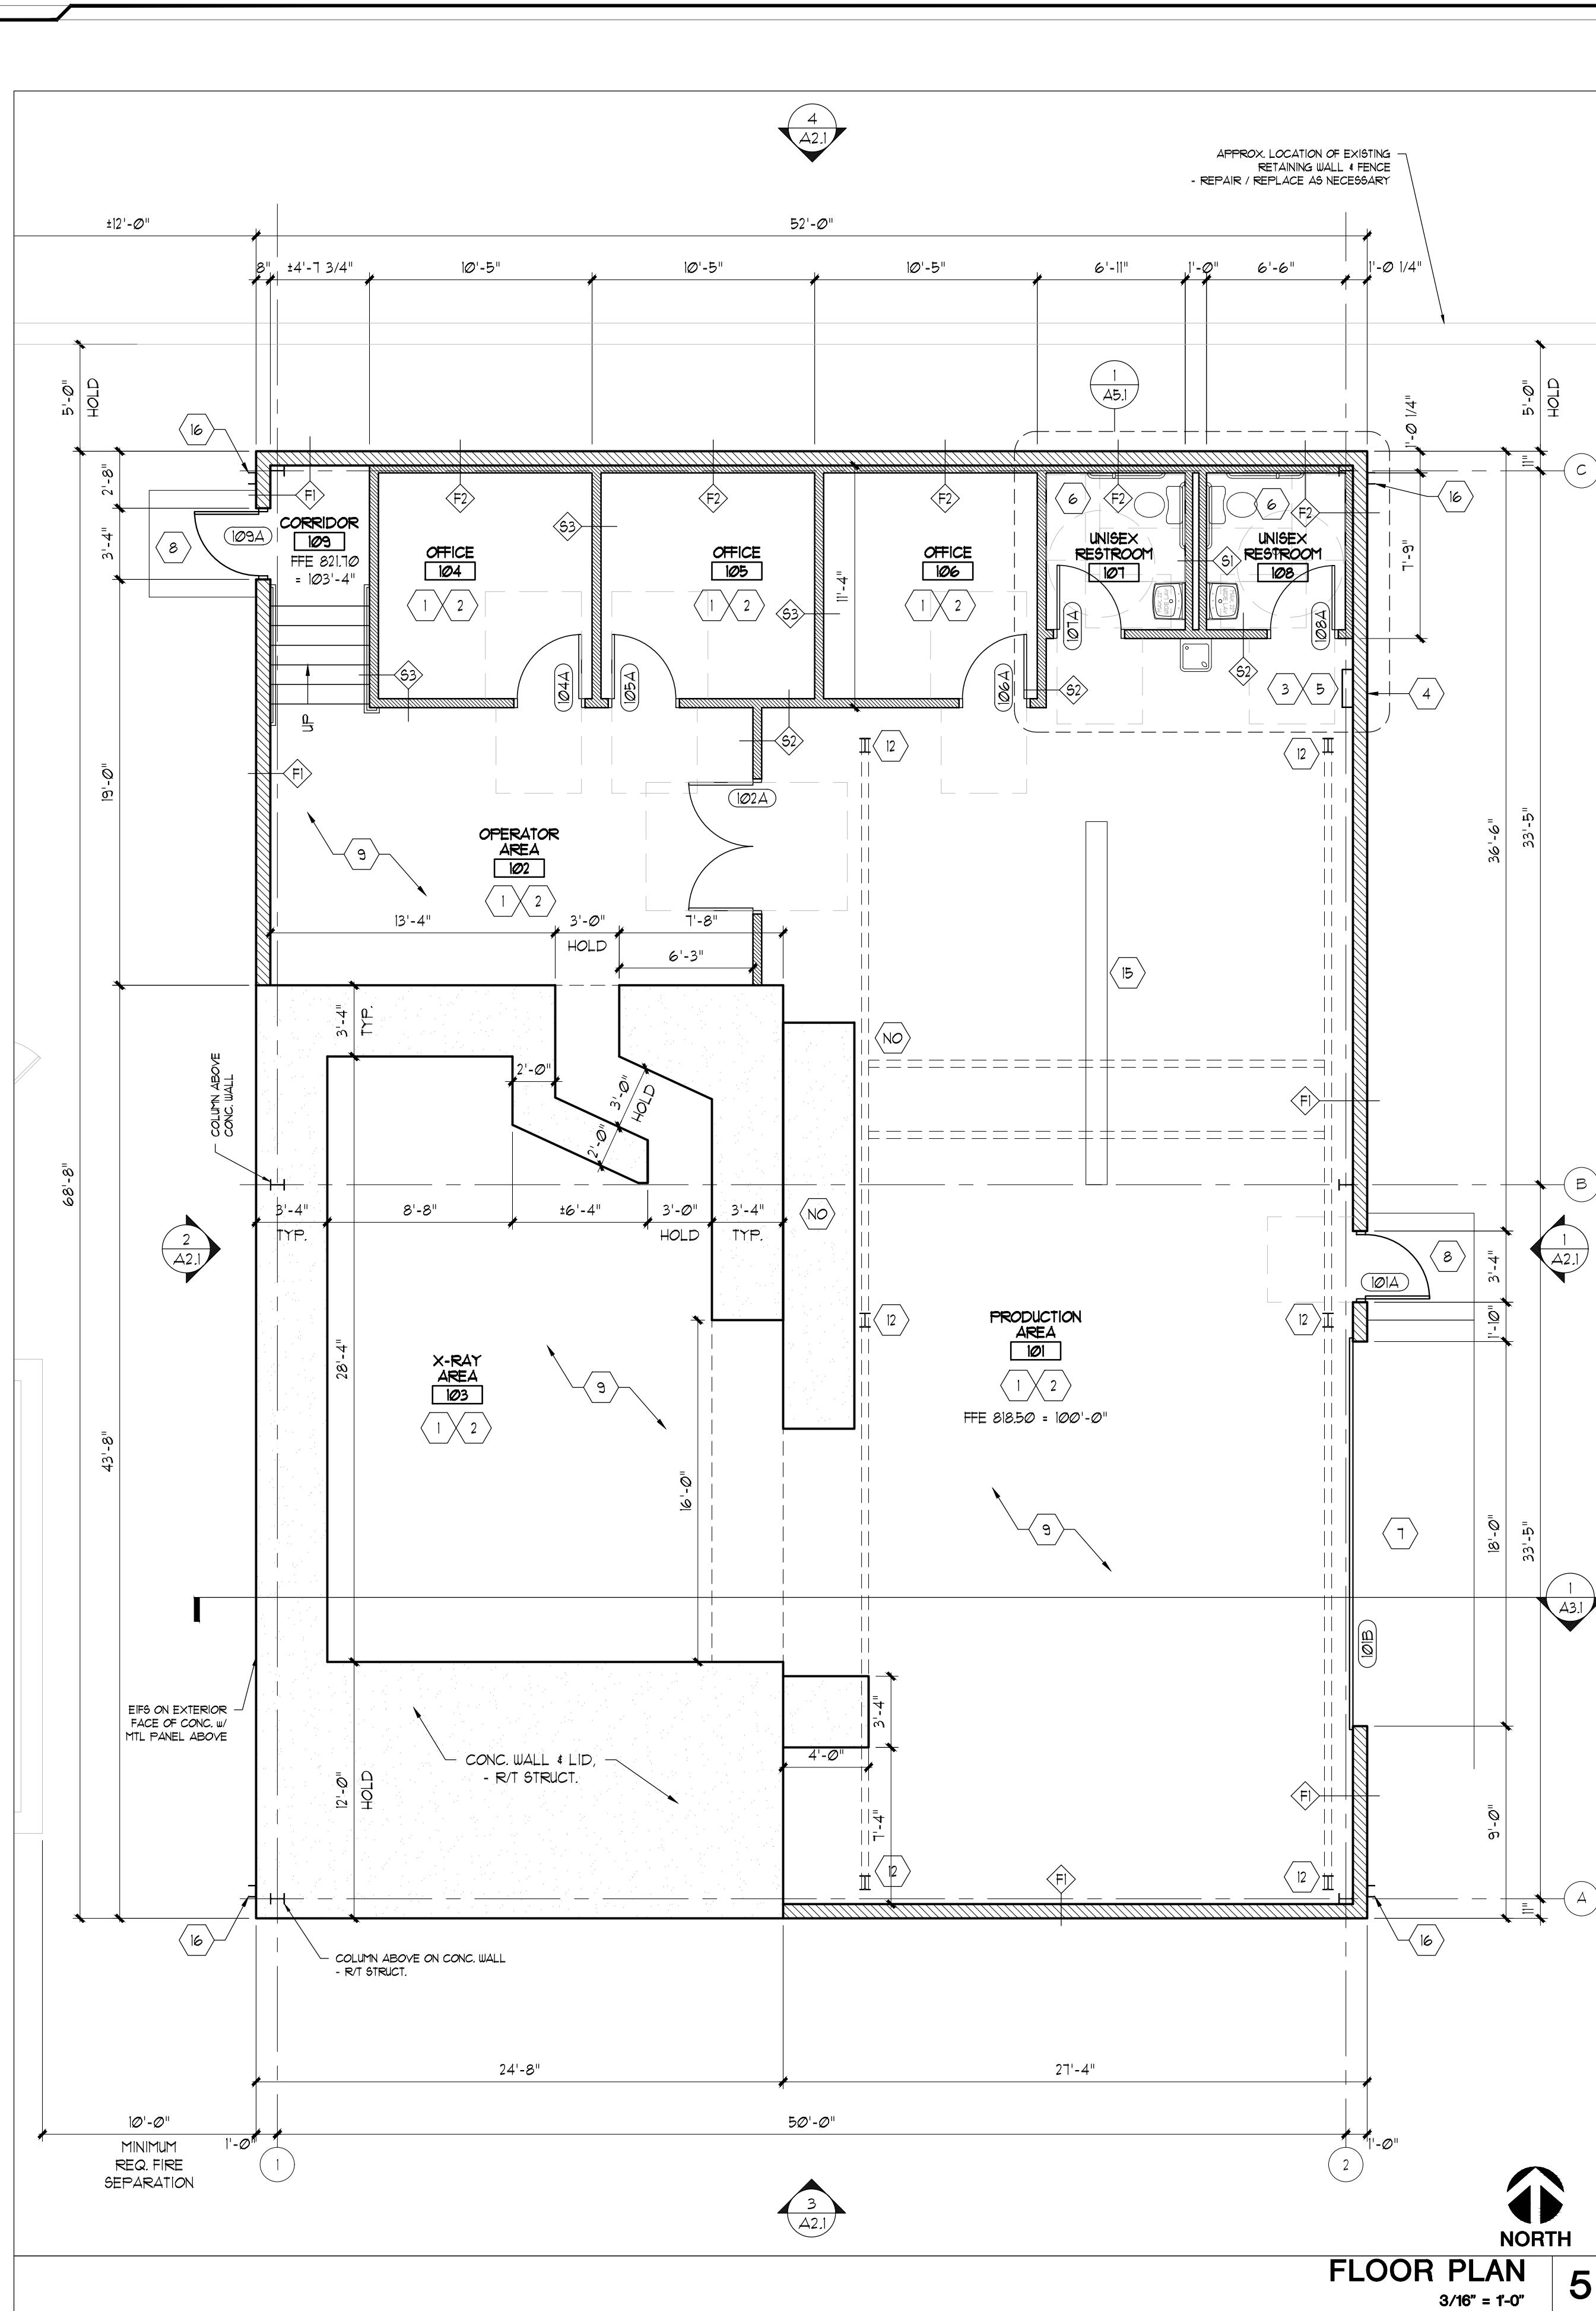 4
A2.1
APPROX. LOCATION OF EXISTING
RETAINING WALL & FENCE
- REPAIR / REPLACE AS NECESSARY
±12'-0"
52'-0"
8"
±4'-7 3/4"
10'-5"
10'-5"
10'-5"
6'-11"
1'-0"
6'-6"
1'-0 1/4"
5'-0"
HOLD
1
A5.1
1'-0 1/4"
5'-0"
HOLD
16
2'-8"
11"
C
F1
F2
F2
F2
6
F2
6
F2
16
S3
CORRIDOR
109
FFE 821.70
= 103'-4"
109A
8
3'-4"
OFFICE
104
1
2
OFFICE
105
1
2
OFFICE
106
1
2
11'-4"
UNISEX
RESTROOM
107
S1
UNISEX
RESTROOM
108
7'-9"
S3
107A
108A
S3
104A
105A
106A
S2
S2
3
5
4
UP
S2
12
12
F1
19'-0"
102A
OPERATOR
AREA
102
9
1
2
36'-6"
33'-5"
13'-4"
3'-0"
HOLD
7'-8"
6'-3"
15
3'-4"
TYP.
NO
COLUMN ABOVE
CONC. WALL
2'-0"
3'-0"
HOLD
2'-0"
F1
68'-8"
B
3'-4"
TYP.
8'-8"
±6'-4"
3'-0"
HOLD
3'-4"
TYP.
NO
2
A2.1
8
1
A2.1
3'-4"
101A
12
12
1'-10"
PRODUCTION
AREA
101
1
2
FFE 818.50 = 100'-0"
28'-4"
X-RAY
AREA
103
9
1
2
43'-8"
16'-0"
9
7
18'-0"
33'-5"
1
A3.1
101B
EIFS ON EXTERIOR
FACE OF CONC. w/
MTL PANEL ABOVE
3'-4"
4'-0"
CONC. WALL & LID,
- R/T STRUCT.
12'-0"
HOLD
7'-4"
F1
9'-0"
12
F1
12
A
11"
16
16
COLUMN ABOVE ON CONC. WALL
- R/T STRUCT.
24'-8"
27'-4"
10'-0"
MINIMUM
REQ. FIRE
SEPARATION
1'-0"
50'-0"
1'-0"
1
2
3
A2.1
NORTH
FLOOR PLAN
3/16" = 1'-0"
5